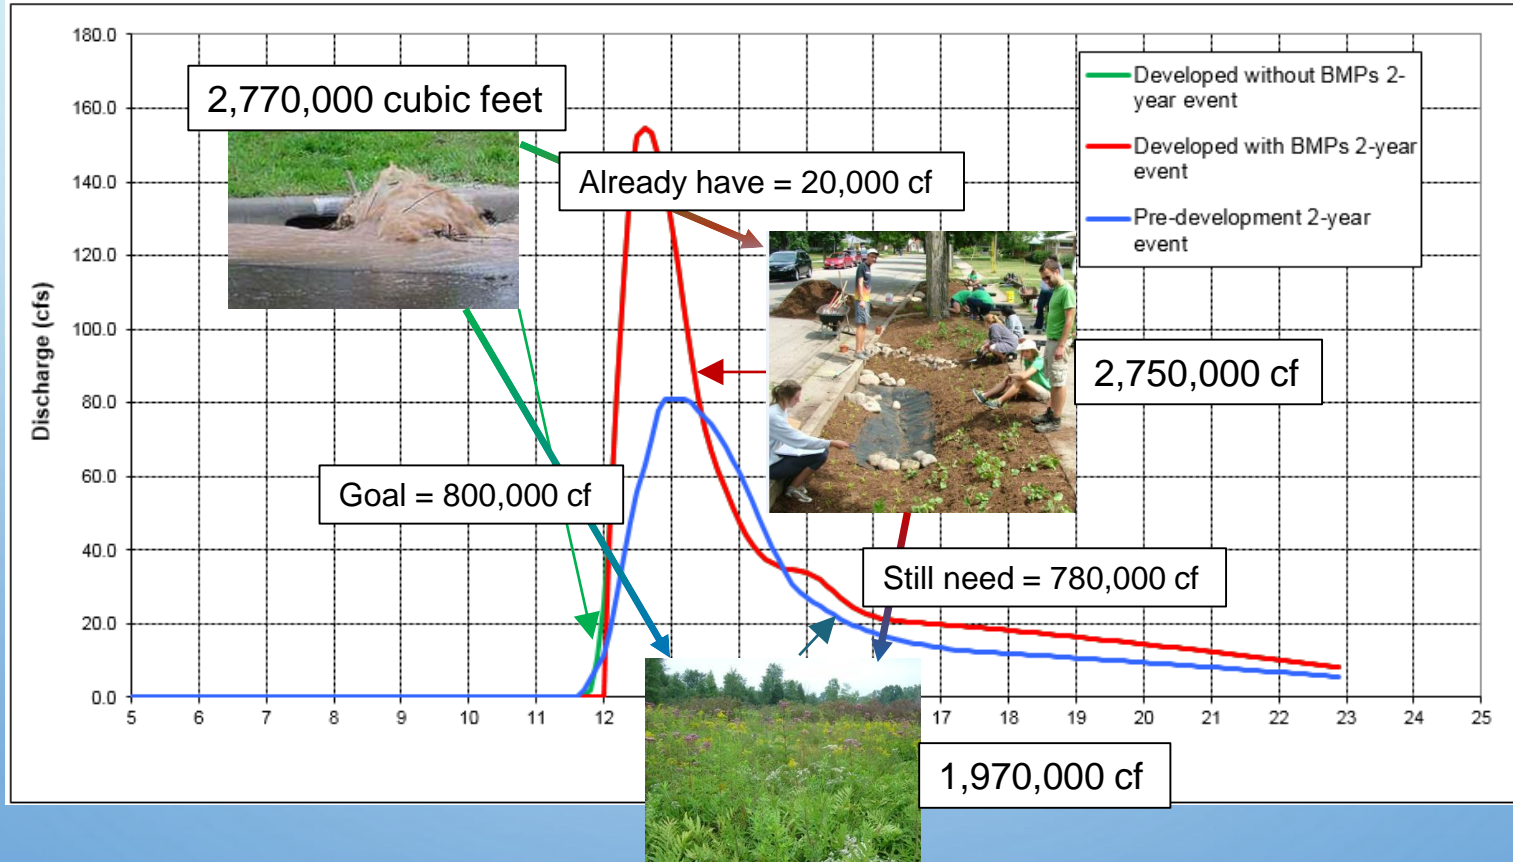 180.0
160.0
140.0
120.0
100.0
80.0
60.0
40.0
20.0
0.0
Discharge (cfs)
5 6 7 8 9 10 11 12 17 18 19 20 21 22 23 24 25
2,770,000 cubic feet
Already have = 20,000 cf
Developed without BMPs 2-
year event
Developed with BMPs 2-year
event
Pre-development 2-year
event
2,750,000 cf
Goal = 800,000 cf
Still need = 780,000 cf
1,970,000 cf